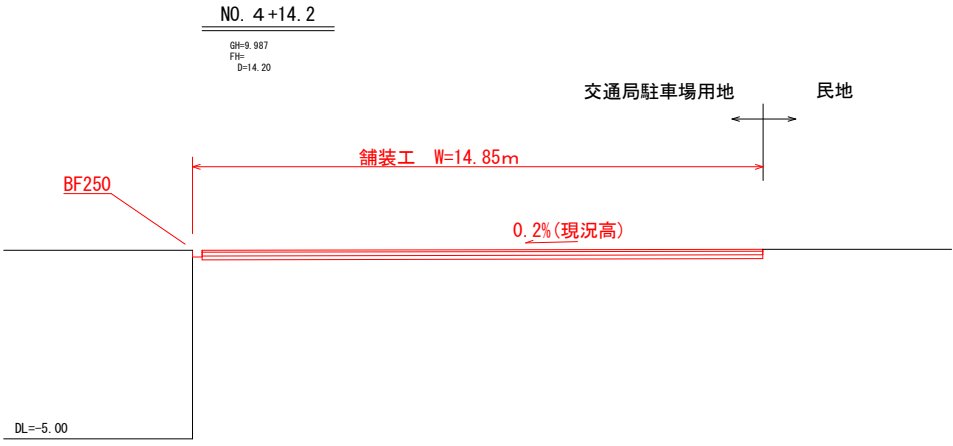 NO. 4+14.2
GH=9.987
FH=
D=14.20
交通局駐車場用地
民地
舗装工 W=14.85m
BF250
0.2%(現況高)
DL=-5.00